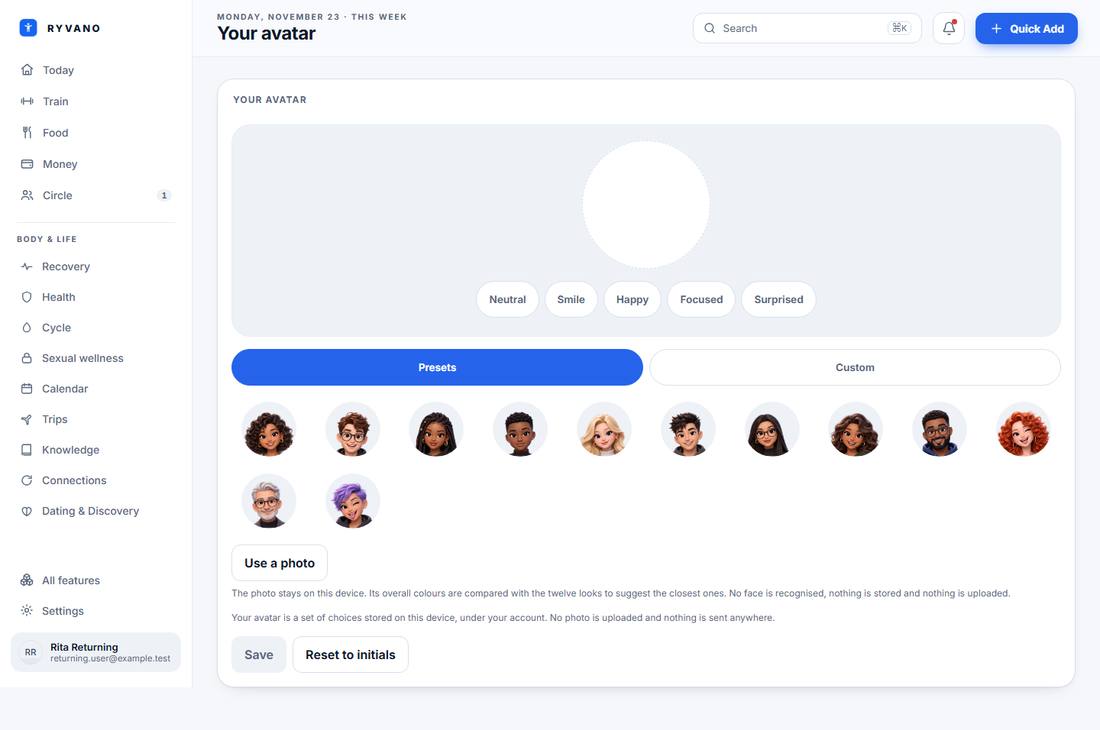 RYVANO
Today
Train
Food
Money
Circle 1
BODY & LIFE
Recovery
Health
Cycle
Sexual wellness
Calendar
Trips
Knowledge
Connections
Dating & Discovery
All features
Settings
RR
Rita Returning
returning.user@example.test
MONDAY, NOVEMBER 23 · THIS WEEK
Your avatar
Search ⌘K
Quick Add
YOUR AVATAR
Neutral Smile Happy Focused Surprised
Presets Custom
Use a photo
The photo stays on this device. Its overall colours are compared with the twelve looks to suggest the closest ones. No face is recognised, nothing is stored and nothing is uploaded.
Your avatar is a set of choices stored on this device, under your account. No photo is uploaded and nothing is sent anywhere.
Save Reset to initials